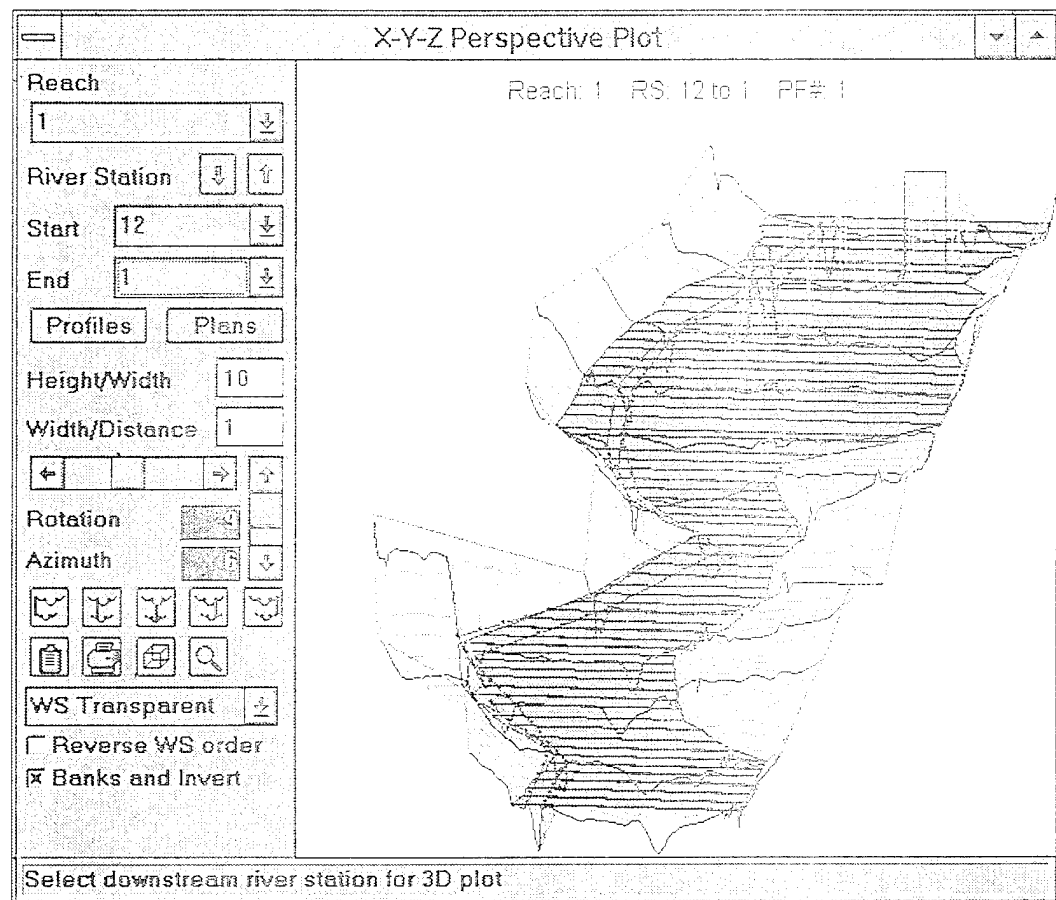 X-Y-Z Perspective Plot
Reach
1
River Station
Start 12
End 1
Profiles Plans
Height/Width 10
Width/Distance 1
Rotation
Azimuth
WS Transparent
Reverse WS order
Banks and Invert
Reach: 1 RS: 12 to 1 PF#: 1
Select downstream river station for 3D plot